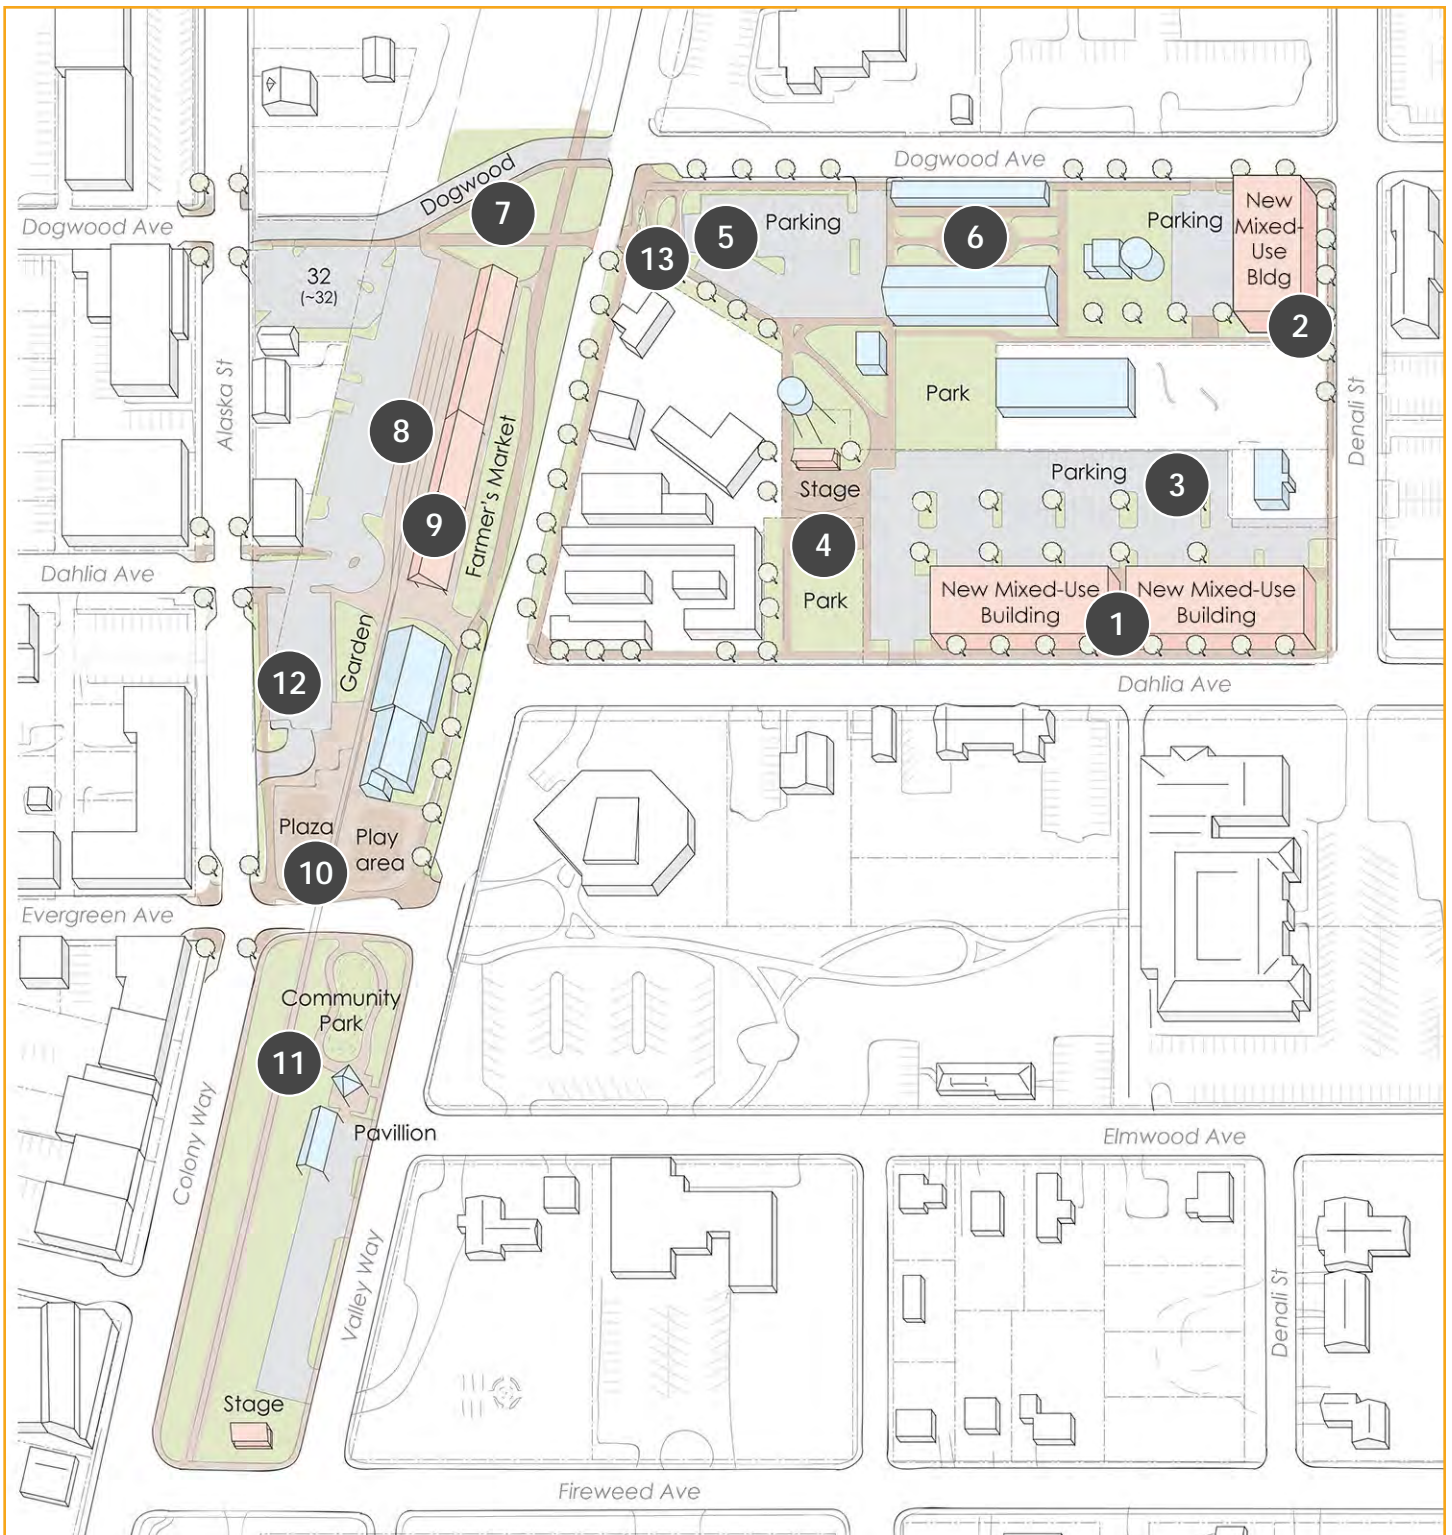 Dogwood Ave
Dogwood
7
Dogwood Ave
5
Parking
6
Parking
New
Mixed-
Use
Bldg
2
13
32
(~32)
Alaska St
8
Farmer's Market
9
Park
Denali St
Parking
3
Stage
4
Park
New Mixed-Use
Building
New Mixed-Use
Building
1
Dahlia Ave
Garden
12
Dahlia Ave
Plaza
Play
area
10
Evergreen Ave
Community
Park
11
Colony Way
Pavillion
Elmwood Ave
Valley Way
Denali St
Stage
Fireweed Ave